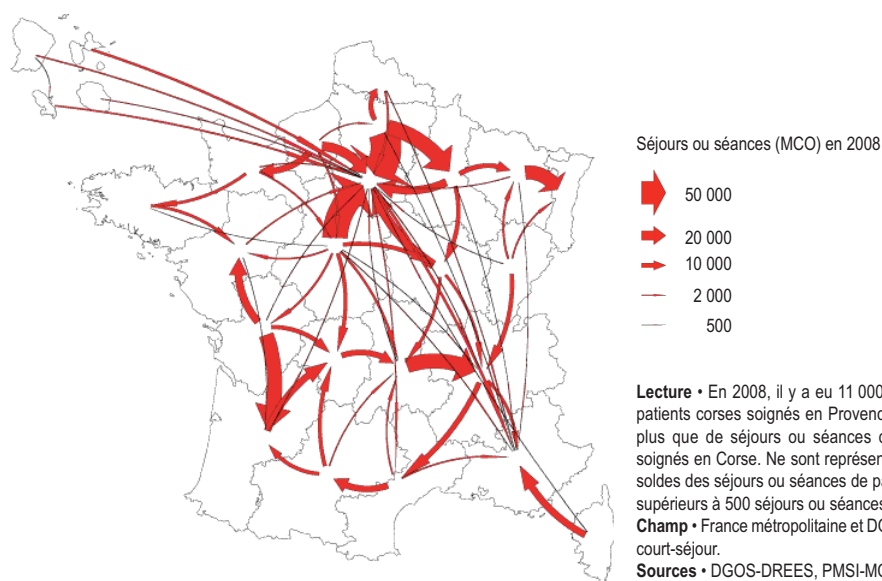 Séjours ou séances (MCO) en 2008
50 000
20 000
10 000
2 000
500
Lecture • En 2008, il y a eu 11 000
patients corses soignés en Provenc
plus que de séjours ou séances
soignés en Corse. Ne sont représen
soldes des séjours ou séances de pa
supérieurs à 500 séjours ou séances
Champ • France métropolitaine et DO
court-séjour.
Sources • DGOS-DREES, PMSI-MC